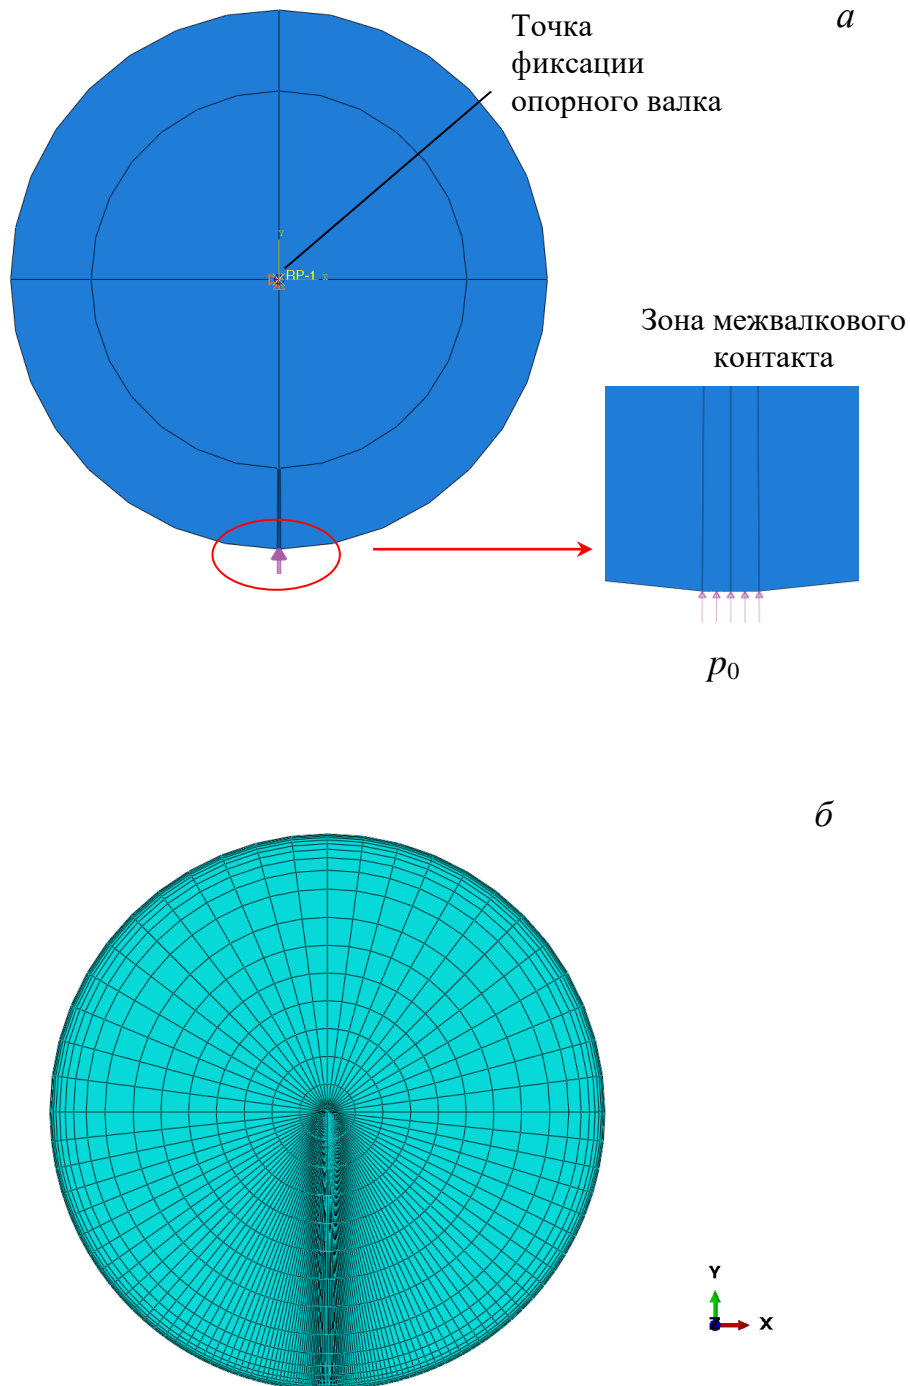 а
Точка
фиксации
опорного валка
Y
RP-1 X
Зона межвалкового
контакта
p₀
б
Y
Z X